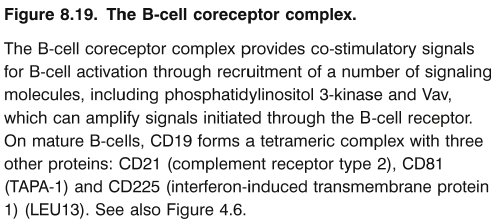 Figure 8.19. The B-cell coreceptor complex.
The B-cell coreceptor complex provides co-stimulatory signals
for B-cell activation through recruitment of a number of signaling
molecules, including phosphatidylinositol 3-kinase and Vav,
which can amplify signals initiated through the B-cell receptor.
On mature B-cells, CD19 forms a tetrameric complex with three
other proteins: CD21 (complement receptor type 2), CD81
(TAPA-1) and CD225 (interferon-induced transmembrane protein
1) (LEU13). See also Figure 4.6.